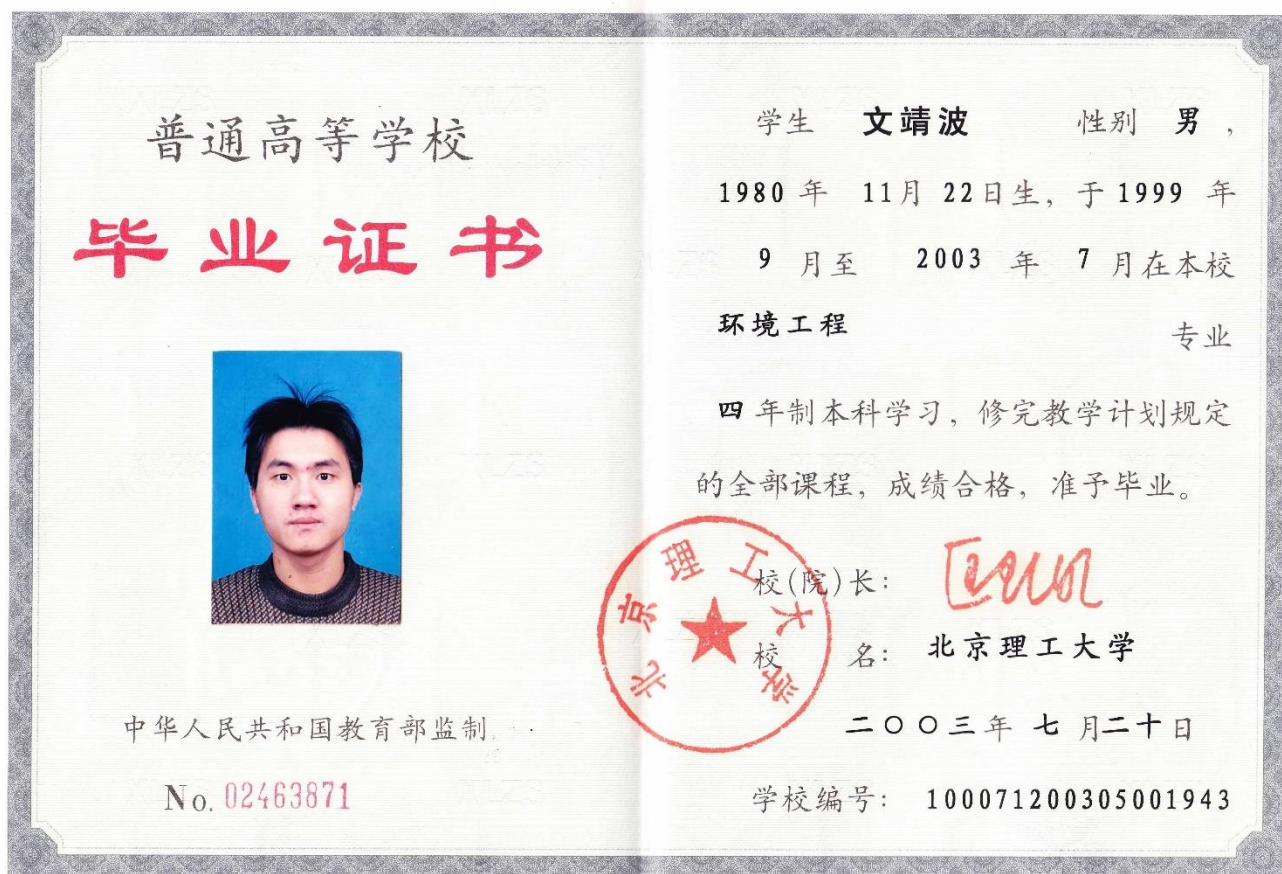 普通高等学校
毕业证书
中华人民共和国教育部监制
No. 02463871
学生 文靖波 性别 男，
1980 年 11月 22日生，于 1999 年
9 月至 2003 年 7 月在本校
环境工程 专业
四 年制本科学习，修完教学计划规定
的全部课程，成绩合格，准予毕业。
校(院)长：
校 名：北京理工大学
二〇〇三年 七 月二十日
学校编号： 100071200305001943
北京理工大学